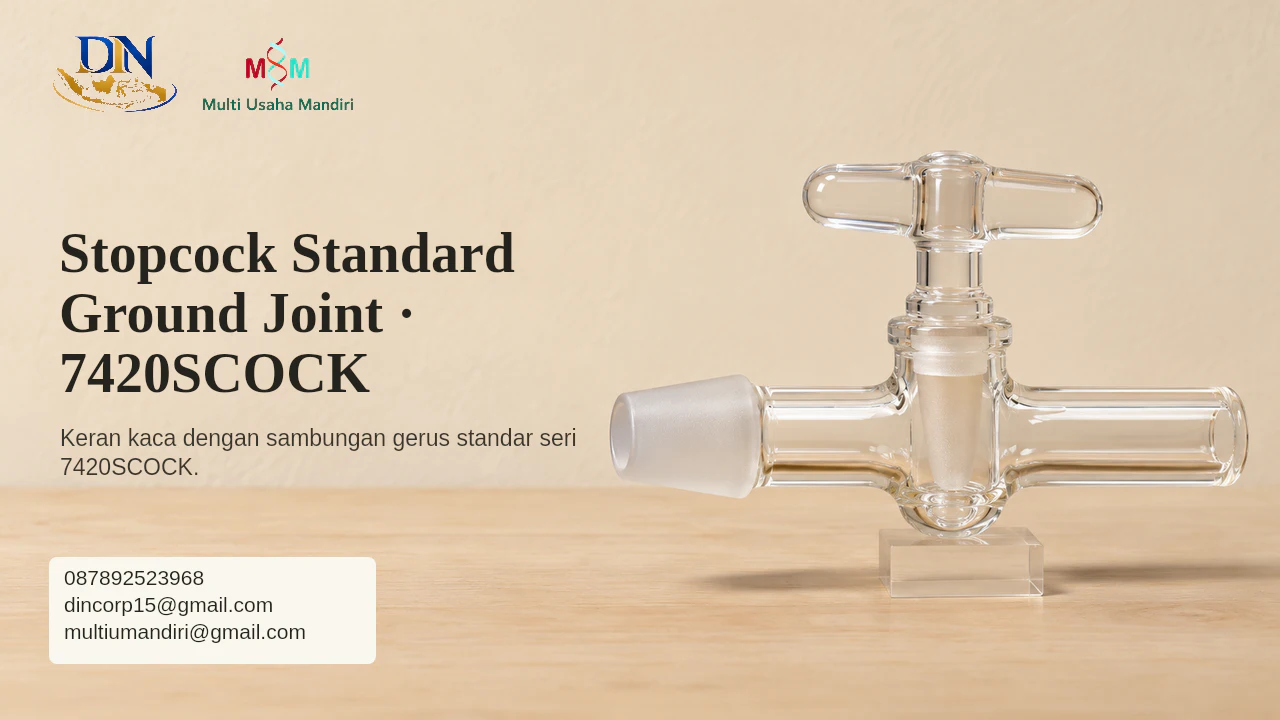 DIN
MSM
Multi Usaha Mandiri
Stopcock Standard
Ground Joint ·
7420SCOCK
Keran kaca dengan sambungan gerus standar seri
7420SCOCK.
087892523968
dincorp15@gmail.com
multiumandiri@gmail.com